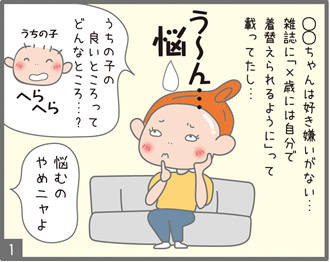 〇〇ちゃんは好き嫌いがない…
雑誌に「×歳には自分で
着替えられるように」って
載ってたし…
う〜ん…
悩
うちの子の
良いところって
どんなところ…?
うちの子
へら
へら
悩むの
やめニャよ
1